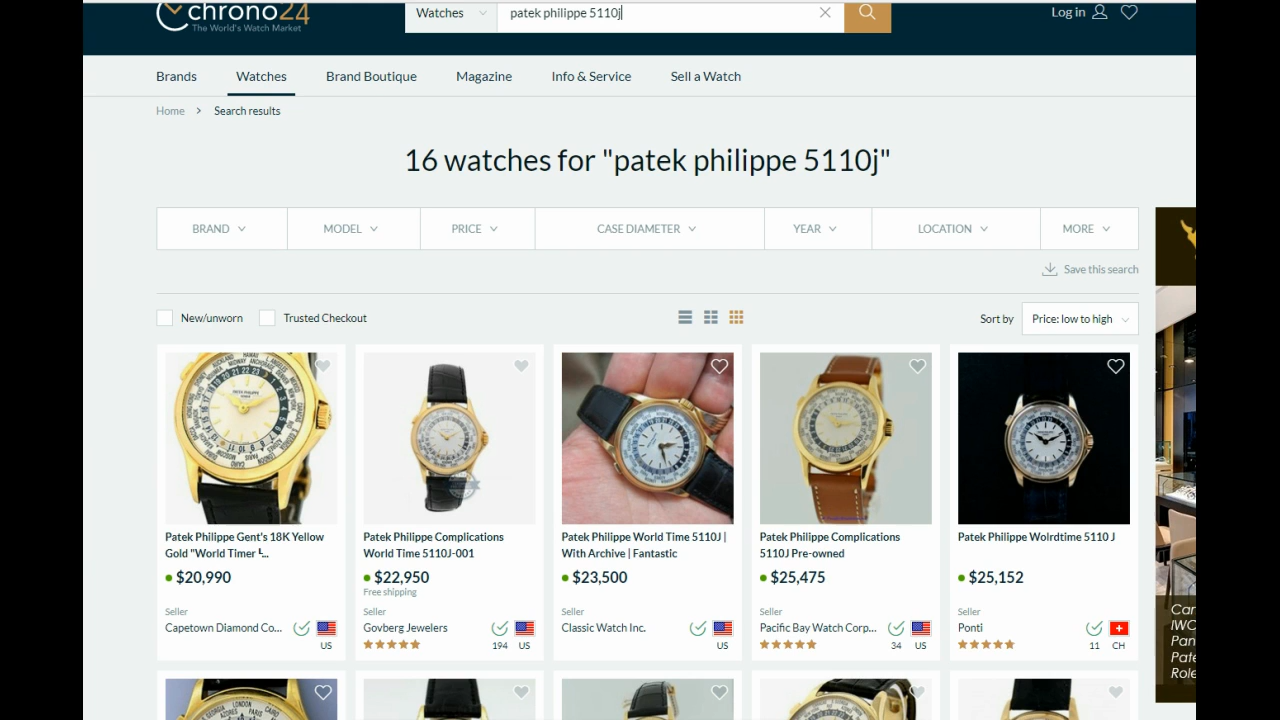 chrono24
The World's Watch Market
Watches
patek philippe 5110j
Log in
Brands
Watches
Brand Boutique
Magazine
Info & Service
Sell a Watch
Home
Search results
16 watches for "patek philippe 5110j"
BRAND
MODEL
PRICE
CASE DIAMETER
YEAR
LOCATION
MORE
Save this search
New/unworn
Trusted Checkout
Sort by
Price: low to high
Patek Philippe Gent's 18K Yellow
Gold "World Timer
$20,990
Seller
Capetown Diamond Co...
US
Patek Philippe Complications
World Time 5110J-001
$22,950
Free shipping
Seller
Govberg Jewelers
194
US
Patek Philippe World Time 5110J |
With Archive | Fantastic
$23,500
Seller
Classic Watch Inc.
US
Patek Philippe Complications
5110J Pre-owned
$25,475
Seller
Pacific Bay Watch Corp...
34
US
Patek Philippe Wolrdtime 5110 J
$25,152
Seller
Ponti
11
CH
Car
IWC
Pan
Pate
Role